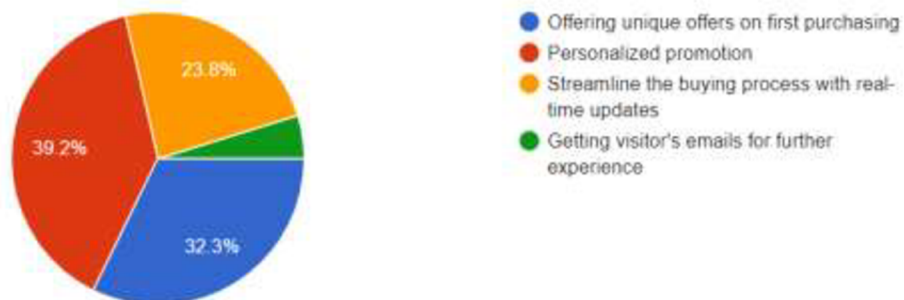 Offering unique offers on first purchasing
Personalized promotion
Streamline the buying process with real-
time updates
Getting visitor's emails for further
experience
23.8%
39.2%
32.3%